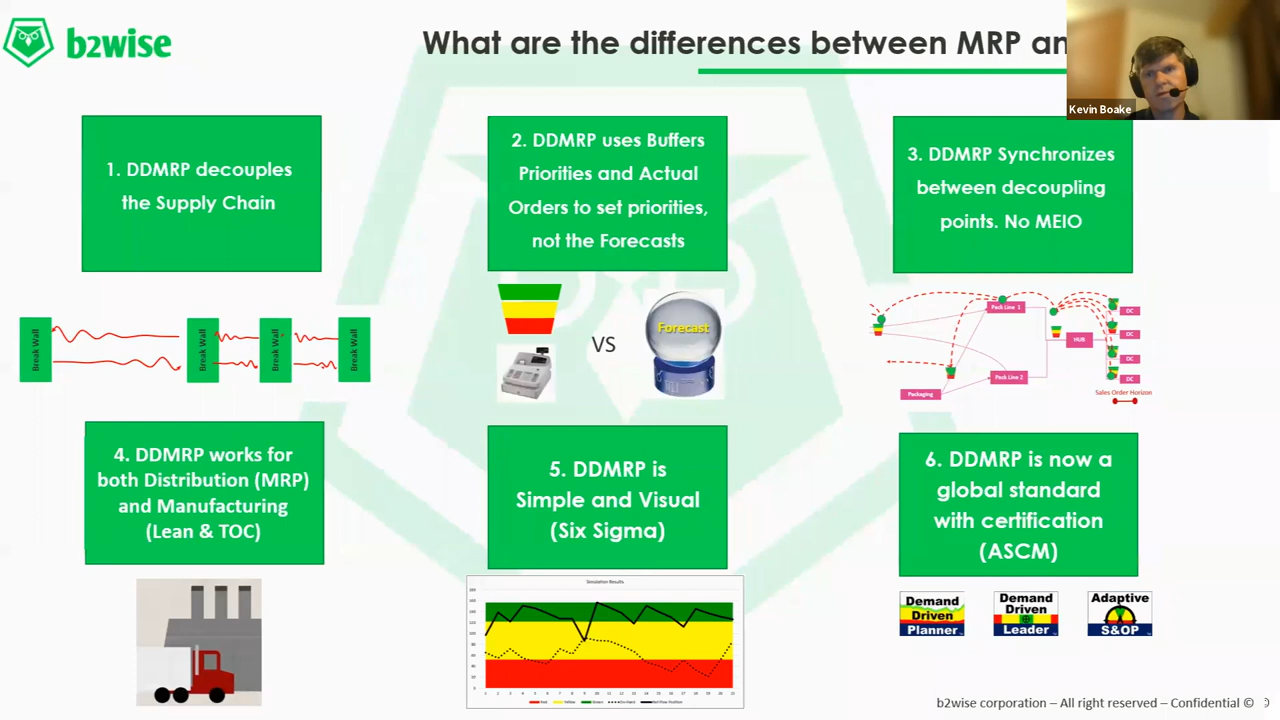 b2wise
What are the differences between MRP an
Kevin Boake
1. DDMRP decouples
the Supply Chain
2. DDMRP uses Buffers
Priorities and Actual
Orders to set priorities,
not the Forecasts
3. DDMRP Synchronizes
between decoupling
points. No MEIO
Break Wall
Break Wall
Break Wall
Break Wall
VS
Forecast
Pack Line 1
HUB
DC
DC
DC
DC
Pack Line 2
Packaging
Sales Order Horizon
4. DDMRP works for
both Distribution (MRP)
and Manufacturing
(Lean & TOC)
5. DDMRP is
Simple and Visual
(Six Sigma)
6. DDMRP is now a
global standard
with certification
(ASCM)
Simulation Results
Red Yellow Green
Demand
Driven
Planner
Demand
Driven
Leader
Adaptive
S&OP
b2wise corporation – All right reserved – Confidential ©